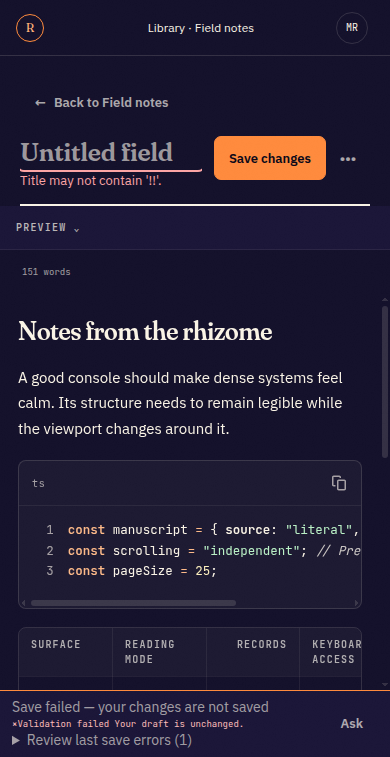 R
Library · Field notes
MR
← Back to Field notes
Untitled field
Save changes
•••
Title may not contain '!!'.
PREVIEW ⌄
151 words
Notes from the rhizome
A good console should make dense systems feel
calm. Its structure needs to remain legible while
the viewport changes around it.
ts
1 const manuscript = { source: "literal",
2 const scrolling = "independent"; // Pre
3 const pageSize = 25;
SURFACE
READING
MODE
RECORDS
KEYBOAR
ACCESS
Save failed — your changes are not saved
×Validation failed Your draft is unchanged.
Ask
▶ Review last save errors (1)